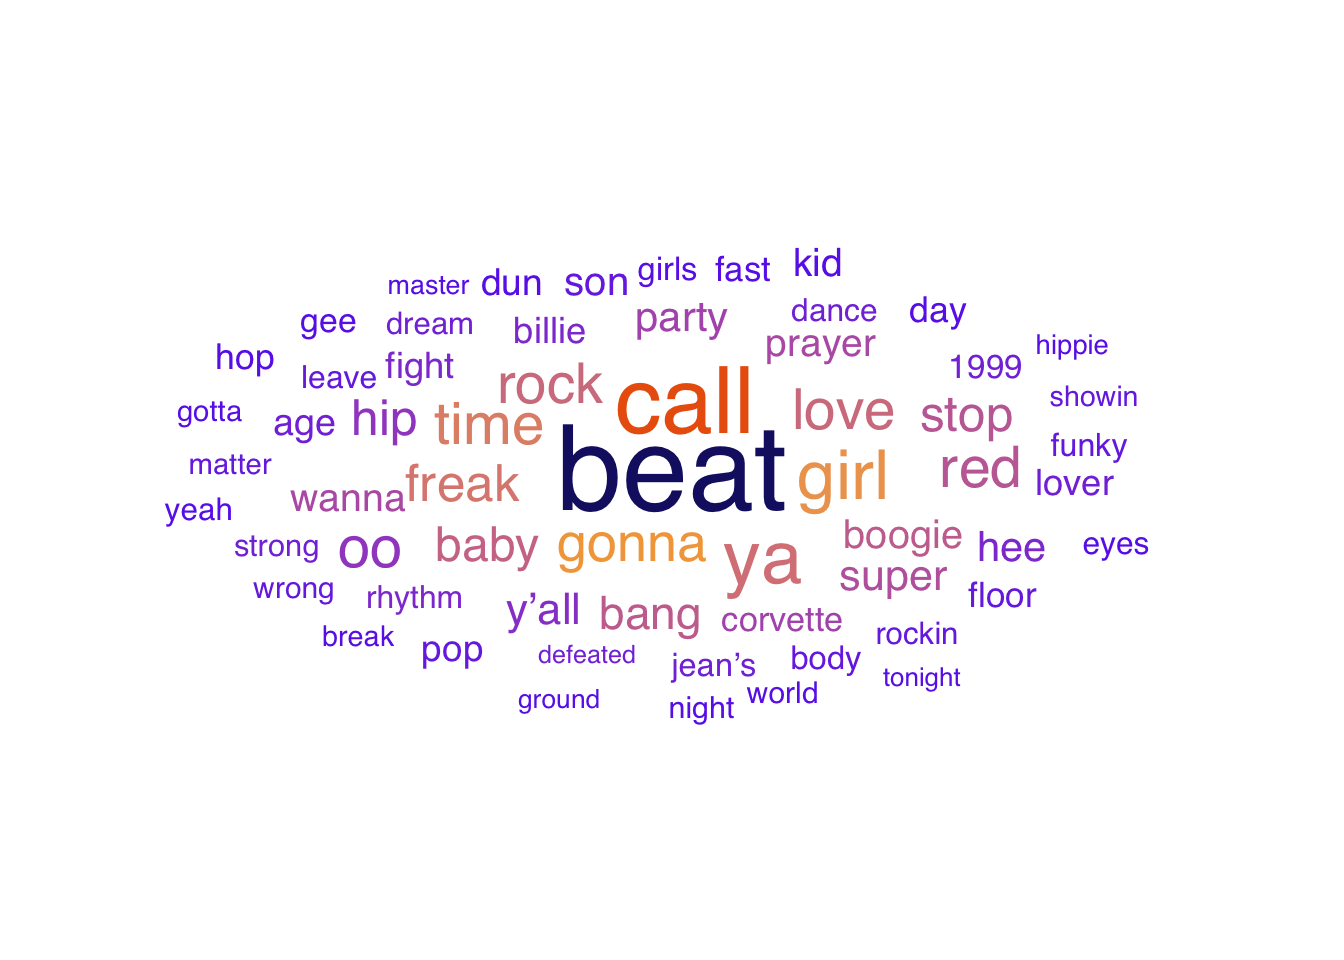 master dun son girls fast kid
gee dream billie party dance day
hop leave fight prayer 1999 hippie
gotta age hip time rock call love stop showin
matter wanna freak beat girl red funky lover
yeah strong oo baby gonna ya boogie hee eyes
wrong rhythm y’all bang corvette super floor
break pop defeated jean’s body rockin
ground night world tonight